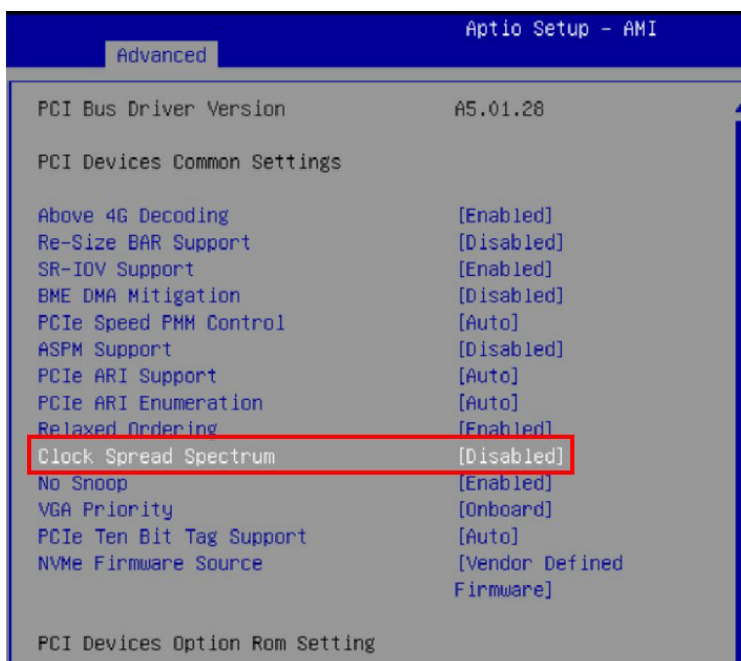 Aptio Setup - AMI
Advanced
PCI Bus Driver Version A5.01.28
PCI Devices Common Settings
Above 4G Decoding [Enabled]
Re-Size BAR Support [Disabled]
SR-IOV Support [Enabled]
BME DMA Mitigation [Disabled]
PCIe Speed PMM Control [Auto]
ASPM Support [Disabled]
PCIe ARI Support [Auto]
PCIe ARI Enumeration [Auto]
Relaxed Ordering [Enabled]
Clock Spread Spectrum [Disabled]
No Snoop [Enabled]
VGA Priority [Onboard]
PCIe Ten Bit Tag Support [Auto]
NVMe Firmware Source [Vendor Defined
Firmware]
PCI Devices Option Rom Setting